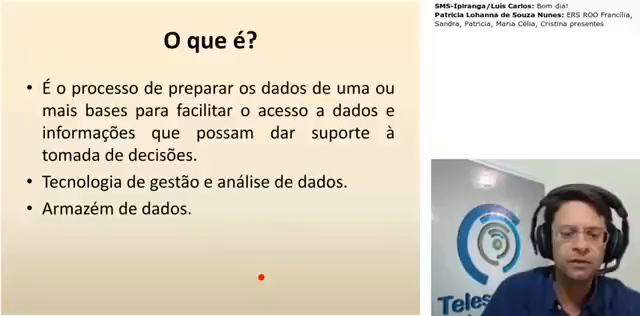 O que é?
• É o processo de preparar os dados de uma ou
mais bases para facilitar o acesso a dados e
informações que possam dar suporte à
tomada de decisões.
• Tecnologia de gestão e análise de dados.
• Armazém de dados.
SMS-Ipiranga/Luis Carlos: Bom dia!
Patricia Lohanna de Souza Nunes: ERS ROO Francília,
Sandra, Patricia, Maria Célia, Cristina presentes
Teles